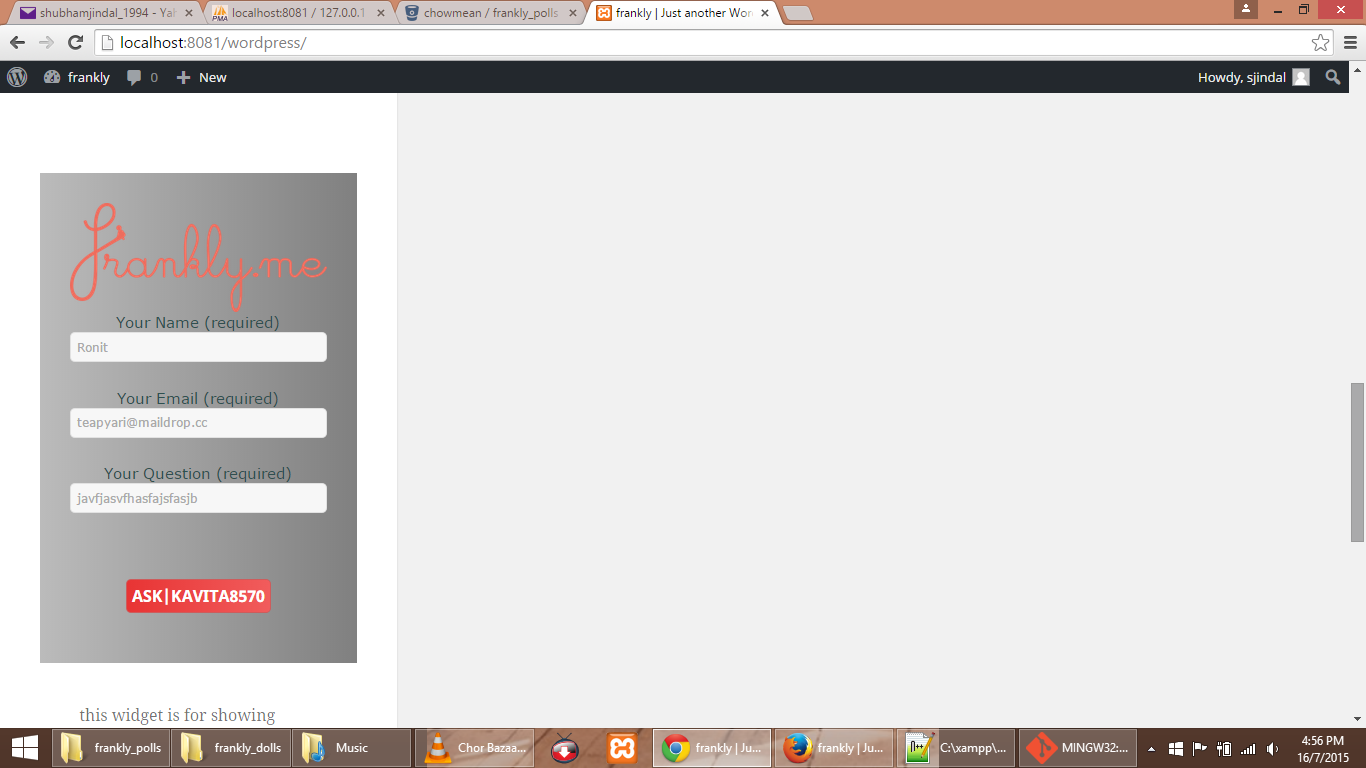 shubhamjindal_1994 - Yah
localhost:8081 / 127.0.0.1
chowmean / frankly_polls
frankly | Just another Wor
localhost:8081/wordpress/
frankly
0
New
Howdy, sjindal
frankly.me
Your Name (required)
Ronit
Your Email (required)
teapyari@maildrop.cc
Your Question (required)
javfjasvfhasfajsfasjb
ASK|KAVITA8570
this widget is for showing
frankly_polls
frankly_dolls
Music
Chor Bazaa...
frankly | Ju...
frankly | Ju...
C:\xampp\...
MINGW32:...
4:56 PM
16/7/2015